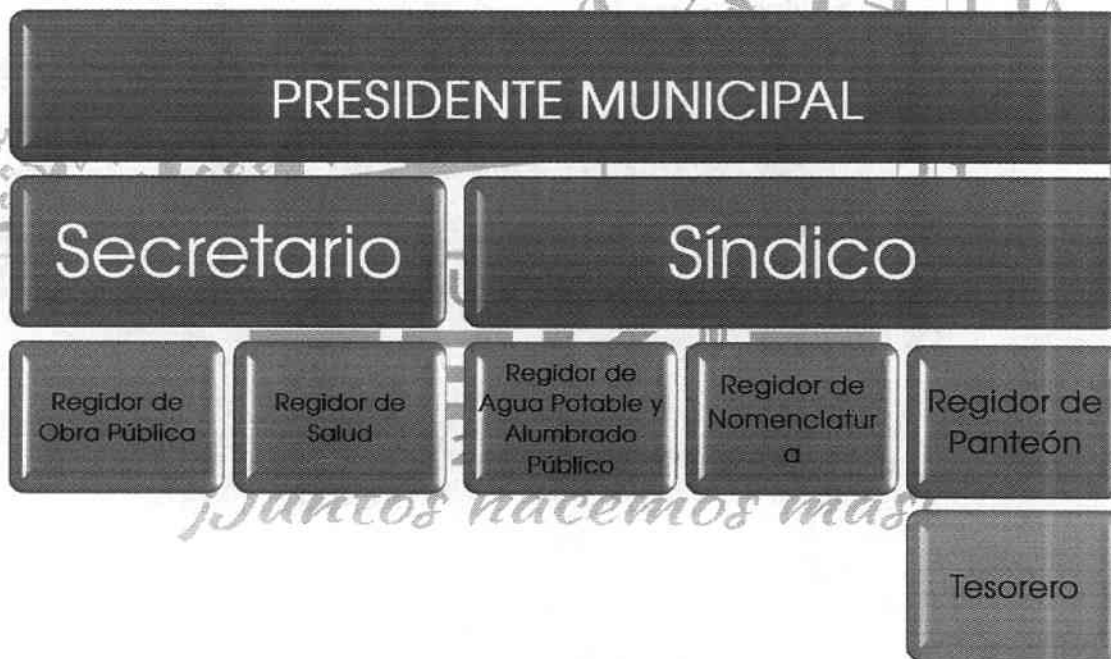 PRESIDENTE MUNICIPAL
Secretario
Síndico
Regidor de
Obra Pública
Regidor de
Salud
Regidor de
Agua Potable y
Alumbrado
Público
Regidor de
Nomenclatur
a
Regidor de
Panteón
¡Juntos hacemos más!
Tesorero